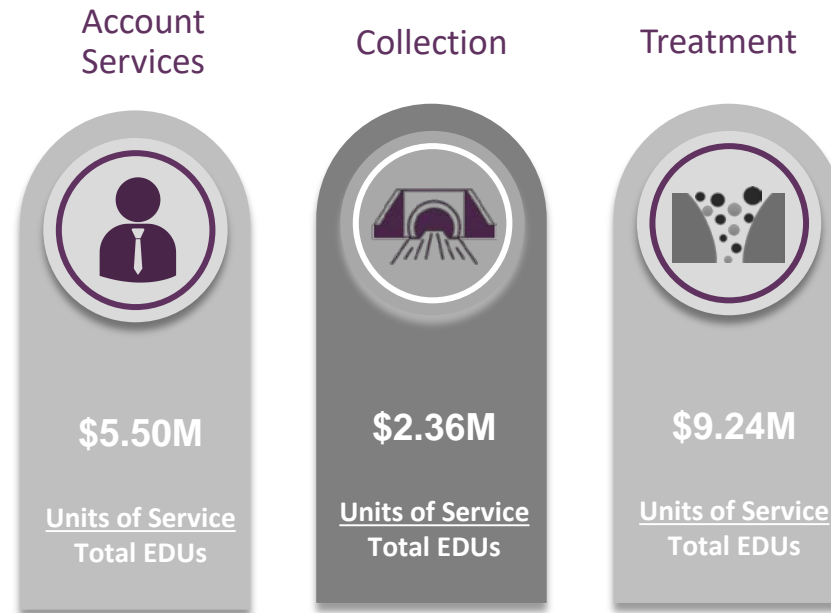 Account
Services
Collection
Treatment
$5.50M
Units of Service
Total EDUs
$2.36M
Units of Service
Total EDUs
$9.24M
Units of Service
Total EDUs